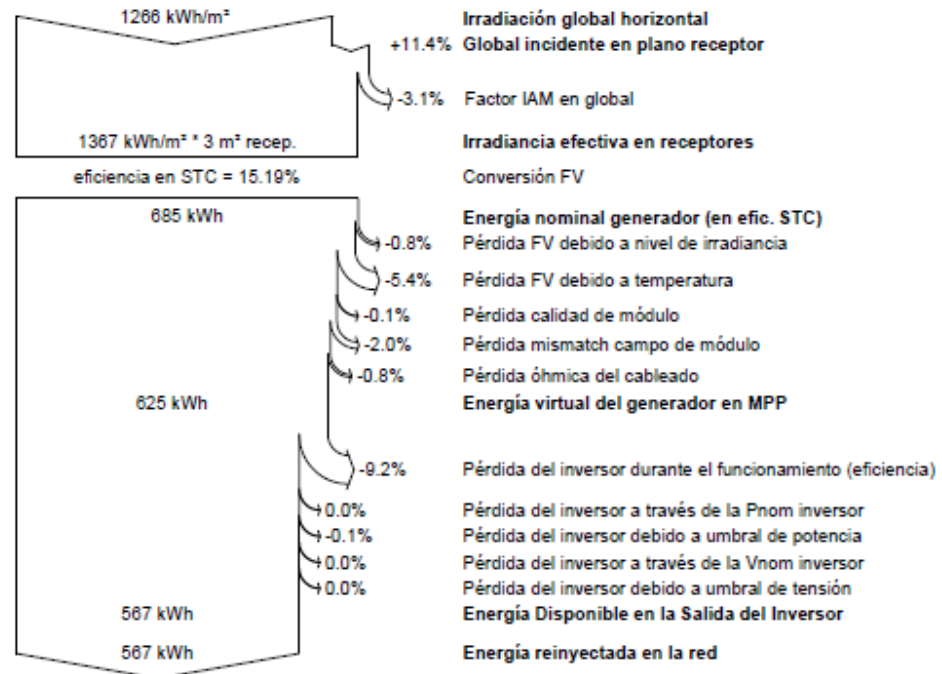 1266 kWh/m² Irradiación global horizontal
+11.4% Global incidente en plano receptor
-3.1% Factor IAM en global
1367 kWh/m² * 3 m² recep. Irradiancia efectiva en receptores
eficiencia en STC = 15.19% Conversión FV
685 kWh Energía nominal generador (en efic. STC)
-0.8% Pérdida FV debido a nivel de irradiancia
-5.4% Pérdida FV debido a temperatura
-0.1% Pérdida calidad de módulo
-2.0% Pérdida mismatch campo de módulo
-0.8% Pérdida óhmica del cableado
625 kWh Energía virtual del generador en MPP
-9.2% Pérdida del inversor durante el funcionamiento (eficiencia)
0.0% Pérdida del inversor a través de la Pnom inversor
-0.1% Pérdida del inversor debido a umbral de potencia
0.0% Pérdida del inversor a través de la Vnom inversor
0.0% Pérdida del inversor debido a umbral de tensión
567 kWh Energía Disponible en la Salida del Inversor
567 kWh Energía reinyectada en la red